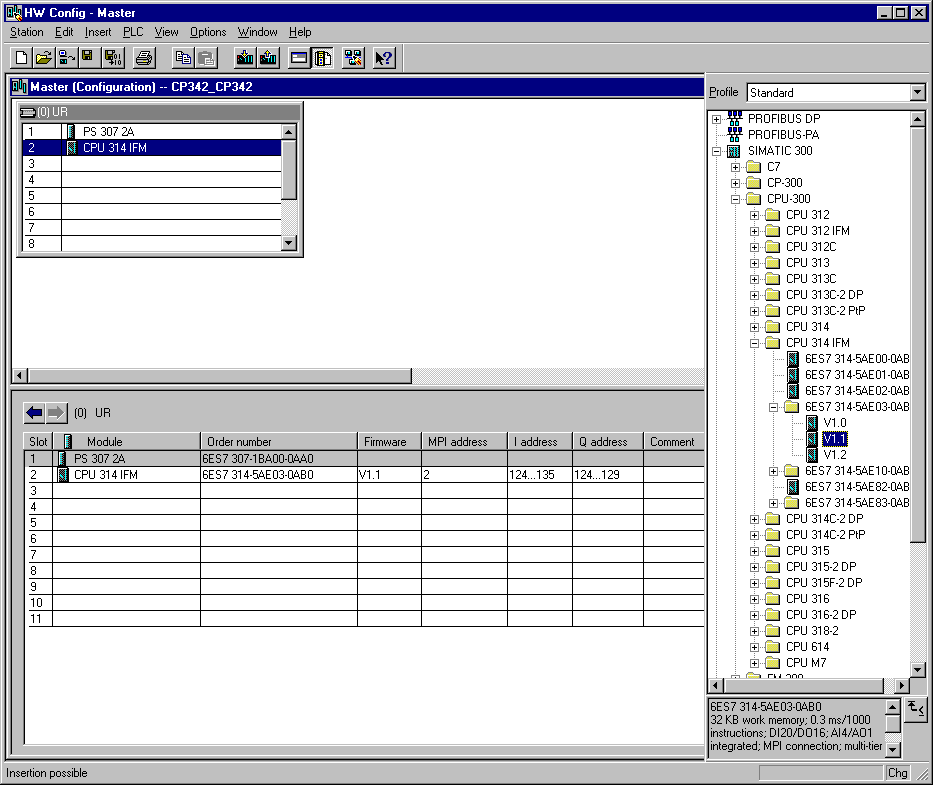 HW Config - Master
Station Edit Insert PLC View Options Window Help
Master (Configuration) -- CP342_CP342
(0) UR
1 PS 307 2A
2 CPU 314 IFM
3
4
5
6
7
8
(0) UR
Slot Module Order number Firmware MPI address I address Q address Comment
1 PS 307 2A 6ES7 307-1BA00-0AA0
2 CPU 314 IFM 6ES7 314-5AE03-0AB0 V1.1 2 124...135 124...129
3
4
5
6
7
8
9
10
11
Profile Standard
PROFIBUS DP
PROFIBUS-PA
SIMATIC 300
C7
CP-300
CPU-300
CPU 312
CPU 312 IFM
CPU 312C
CPU 313
CPU 313C
CPU 313C-2 DP
CPU 313C-2 PtP
CPU 314
CPU 314 IFM
6ES7 314-5AE00-0AB
6ES7 314-5AE01-0AB
6ES7 314-5AE02-0AB
6ES7 314-5AE03-0AB
V1.0
V1.1
V1.2
6ES7 314-5AE10-0AB
6ES7 314-5AE82-0AB
6ES7 314-5AE83-0AB
CPU 314C-2 DP
CPU 314C-2 PtP
CPU 315
CPU 315-2 DP
CPU 315F-2 DP
CPU 316
CPU 316-2 DP
CPU 318-2
CPU 614
CPU M7
FM-300
6ES7 314-5AE03-0AB0
32 KB work memory; 0.3 ms/1000
instructions; DI20/DO16; AI4/AO1
integrated; MPI connection; multi-tier
Insertion possible
Chg